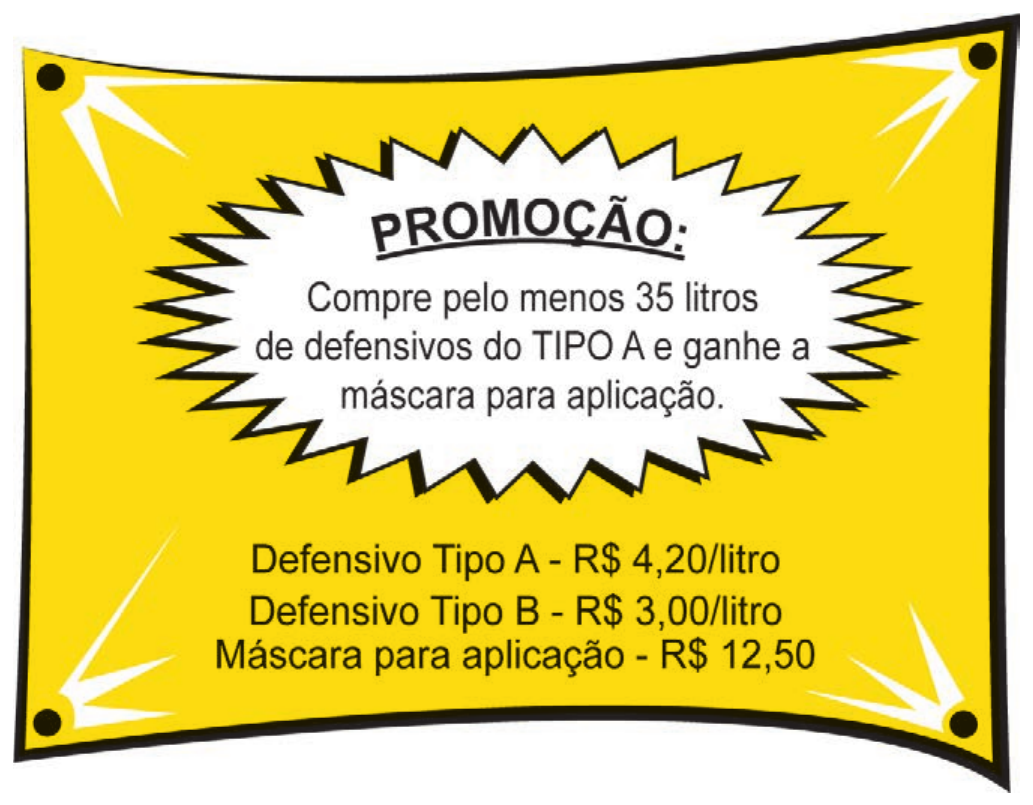 PROMOÇÃO:
Compre pelo menos 35 litros
de defensivos do TIPO A e ganhe a
máscara para aplicação.
Defensivo Tipo A - R$ 4,20/litro
Defensivo Tipo B - R$ 3,00/litro
Máscara para aplicação - R$ 12,50